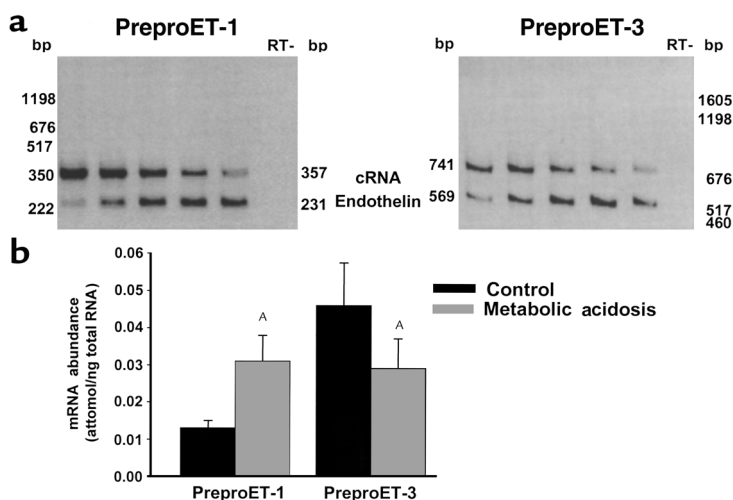 a
PreproET-1
PreproET-3
bp
RT-
bp
RT-
bp
1198
676
517
350
222
357
231
cRNA
Endothelin
741
569
1605
1198
676
517
460
b
mRNA abundance
(attomol/ng total RNA)
0.06
0.05
0.04
0.03
0.02
0.01
0.00
A
A
Control
Metabolic acidosis
PreproET-1
PreproET-3